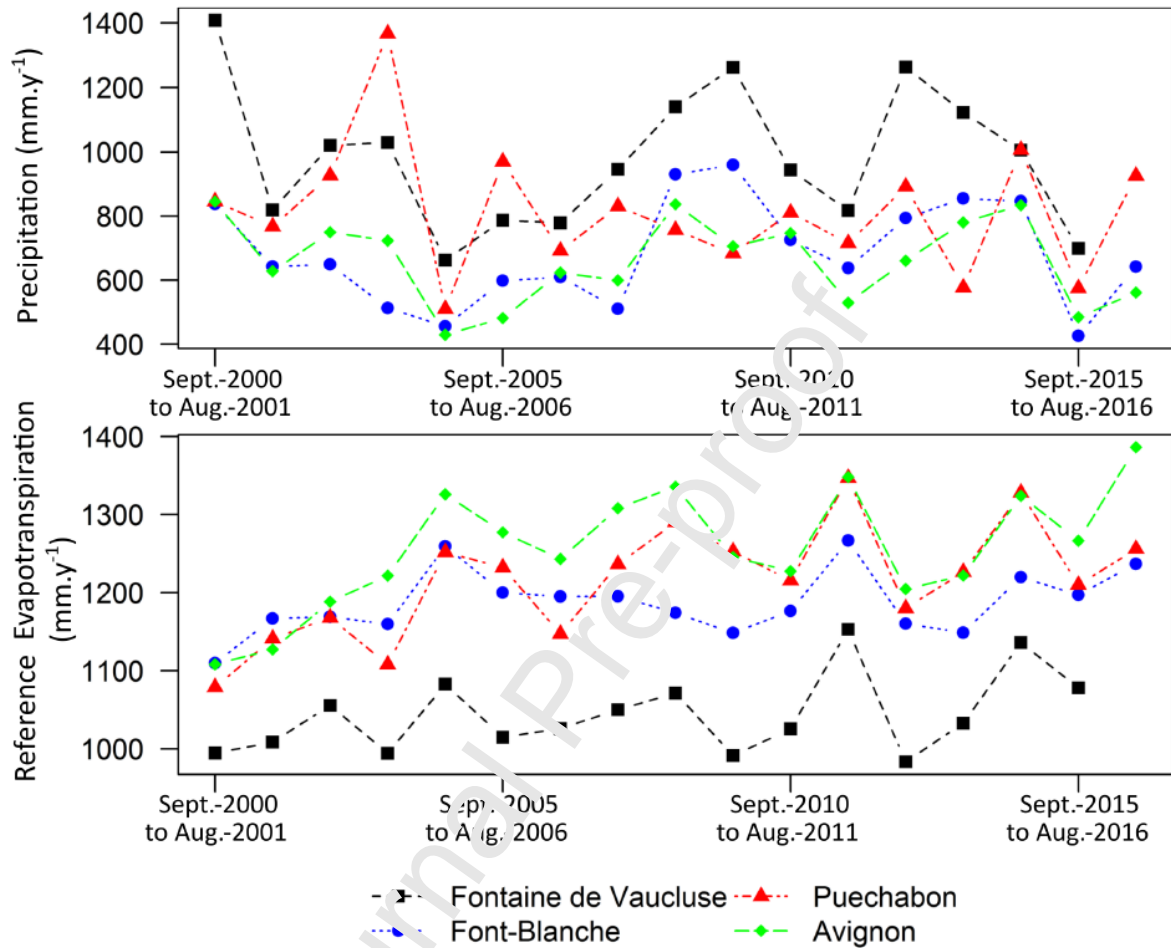 Precipitation (mm.y-1)
1400
1200
1000
800
600
400
Sept.-2000
to Aug.-2001
Sept.-2005
to Aug.-2006
Sept.-2010
to Aug.-2011
Sept.-2015
to Aug.-2016
Reference Evapotranspiration
(mm.y-1)
1400
1300
1200
1100
1000
Sept.-2000
to Aug.-2001
Sept.-2005
to Aug.-2006
Sept.-2010
to Aug.-2011
Sept.-2015
to Aug.-2016
Fontaine de Vaucluse
Puechabon
Font-Blanche
Avignon
urnal Pre-proof